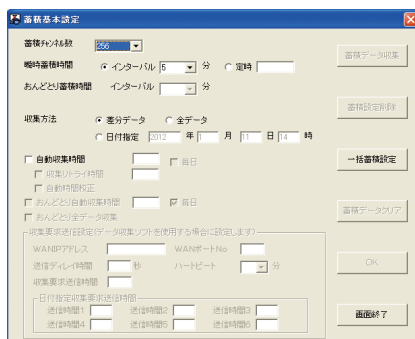 蓄積基本設定
蓄積チャンネル数 256
瞬時蓄積時間 インターバル 5 分 定時
おんどとり蓄積時間 インターバル 分
収集方法 差分データ 全データ
日付指定 2012 年 1 月 11 日 14 時
自動収集時間 毎日
収集リトライ時間
自動時間校正
おんどとり自動収集時間 毎日
おんどとり全データ収集
収集要求送信設定(データ収集ソフトを使用する場合に設定します)
WANIPアドレス WANポートNo
送信ディレイ時間 秒 ハートビート 分
収集要求送信時間
日付指定収集要求送信時間
送信時間1 送信時間2 送信時間3
送信時間4 送信時間5 送信時間6
蓄積データ収集
蓄積設定削除
一括蓄積設定
蓄積データクリア
OK
画面終了